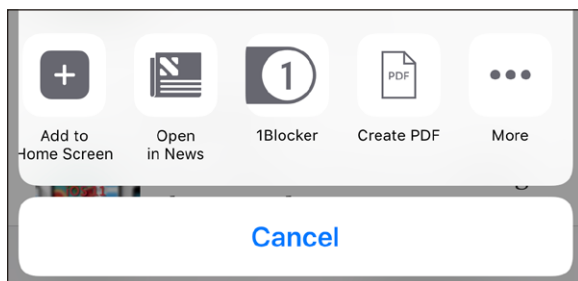 PDF
1
Add to
Home Screen
Open
in News
1Blocker
Create PDF
More
Cancel